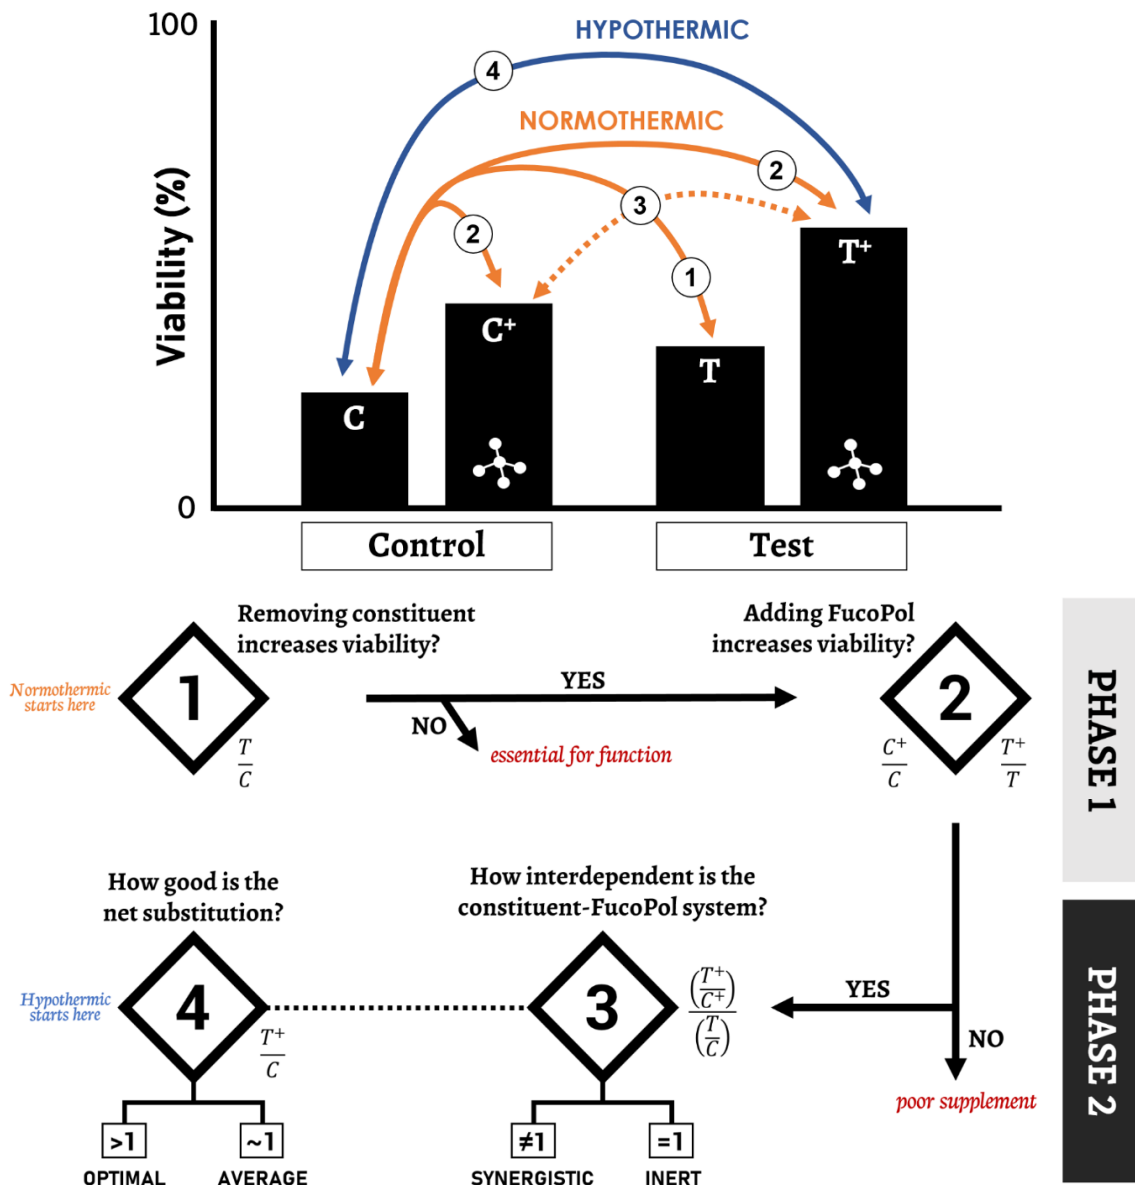 100
HYPOTHERMIC
4
NORMOTHERMIC
2
3
2
1
Viability (%)
T+
C+
T
C
0
Control
Test
Removing constituent
increases viability?
Adding FucoPol
increases viability?
Normothermic
starts here
1
T
C
YES
NO
essential for function
2
C+
C
T+
T
PHASE 1
How good is the
net substitution?
How interdependent is the
constituent-FucoPol system?
Hypothermic
starts here
4
T+
C
3
(T+
C+)
(T
C)
YES
NO
poor supplement
PHASE 2
>1
~1
≠1
=1
OPTIMAL
AVERAGE
SYNERGISTIC
INERT